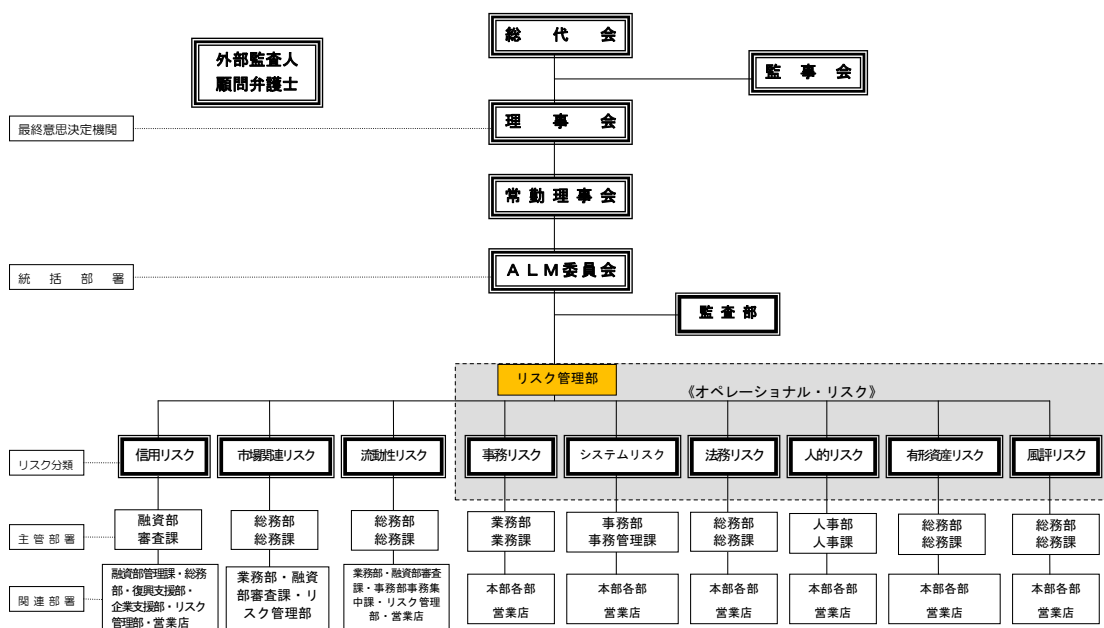 総代会
外部監査人
顧問弁護士
監事会
最終意思決定機関
理事会
常勤理事会
統括部署
ALM委員会
監査部
リスク管理部
《オペレーショナル・リスク》
リスク分類
信用リスク
市場関連リスク
流動性リスク
事務リスク
システムリスク
法務リスク
人的リスク
有形資産リスク
風評リスク
主管部署
融資部
審査課
総務部
総務課
総務部
総務課
業務部
業務課
事務部
事務管理課
総務部
総務課
人事部
人事課
総務部
総務課
総務部
総務課
関連部署
融資部管理課・総務
部・復興支援部・
企業支援部・リスク
管理部・営業店
業務部・融資
部審査課・リ
スク管理部
業務部・融資部審査
課・事務部事務集
中課・リスク管理
部・営業店
本部各部
営業店
本部各部
営業店
本部各部
営業店
本部各部
営業店
本部各部
営業店
本部各部
営業店